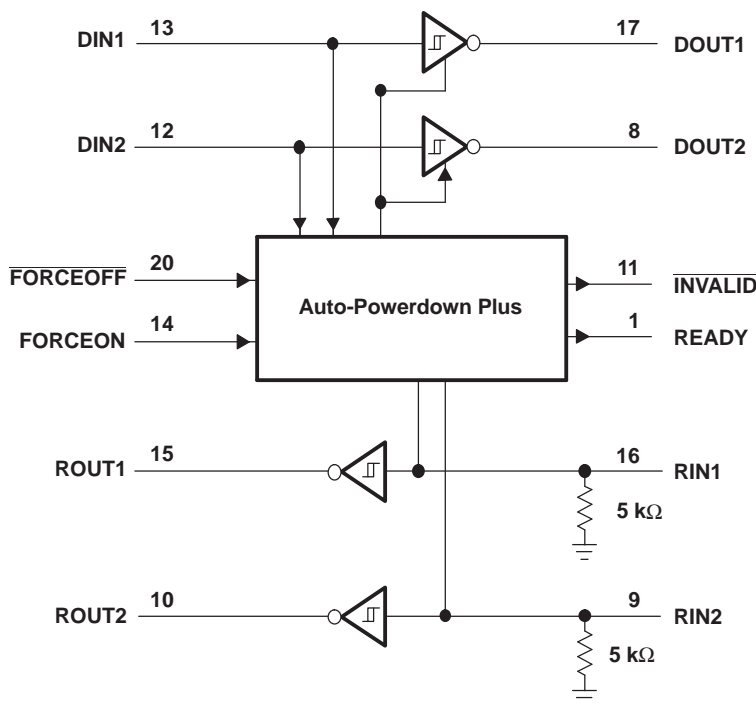 DIN1 13 17 DOUT1
DIN2 12 8 DOUT2
FORCEOFF 20 11 INVALID
Auto-Powerdown Plus
FORCEON 14 1 READY
ROUT1 15 16 RIN1
5 kΩ
ROUT2 10 9 RIN2
5 kΩ